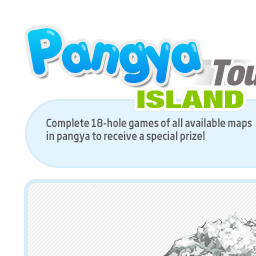 Pangya Tou
ISLAND
Complete 18-hole games of all available maps
in pangya to receive a special prize!